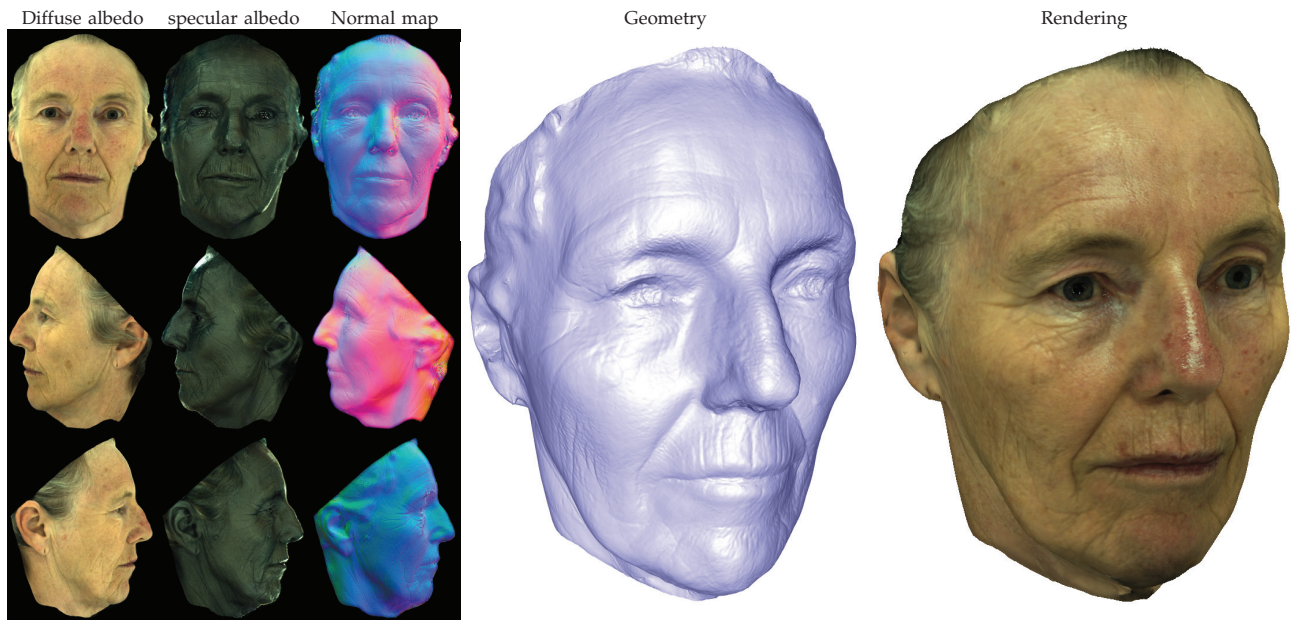 Diffuse albedo
specular albedo
Normal map
Geometry
Rendering